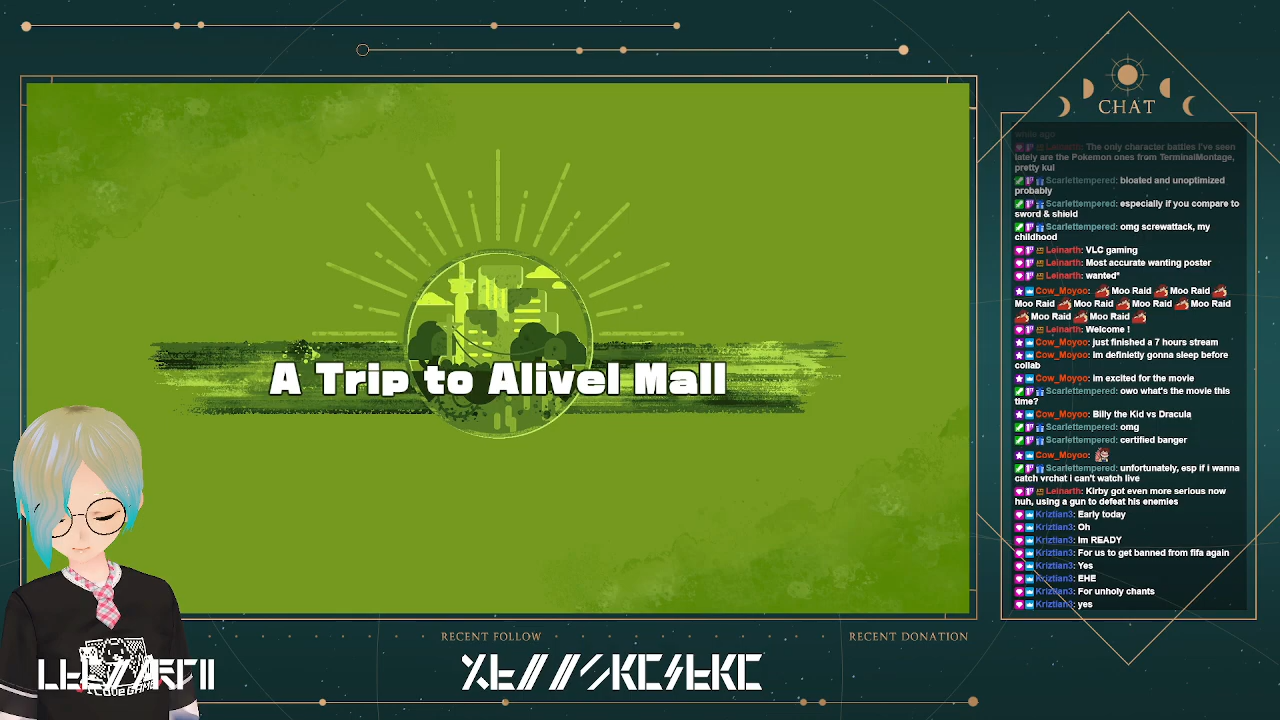 CHAT
while ago
Leinarth: The only character battles I've seen
lately are the Pokemon ones from TerminalMontage,
pretty kul
Scarlettempered: bloated and unoptimized
probably
Scarlettempered: especially if you compare to
sword & shield
Scarlettempered: omg screwattack, my
childhood
Leinarth: VLC gaming
Leinarth: Most accurate wanting poster
Leinarth: wanted*
Cow_Moyoo: Moo Raid Moo Raid
Moo Raid Moo Raid Moo Raid Moo Raid
Moo Raid Moo Raid
Leinarth: Welcome !
Cow_Moyoo: just finished a 7 hours stream
Cow_Moyoo: im definietly gonna sleep before
collab
Cow_Moyoo: Im excited for the movie
Scarlettempered: owo what's the movie this
time?
Cow_Moyoo: Billy the Kid vs Dracula
Scarlettempered: omg
Scarlettempered: certified banger
Cow_Moyoo:
Scarlettempered: unfortunately, esp if i wanna
catch vrchat i can't watch live
Leinarth: Kirby got even more serious now
huh, using a gun to defeat his enemies
Kriztian3: Early today
Kriztian3: Oh
Kriztian3: Im READY
Kriztian3: For us to get banned from fifa again
Kriztian3: Yes
Kriztian3: EHE
Kriztian3: For unholy chants
Kriztian3: yes
A Trip to Alivel Mall
RECENT FOLLOW
RECENT DONATION